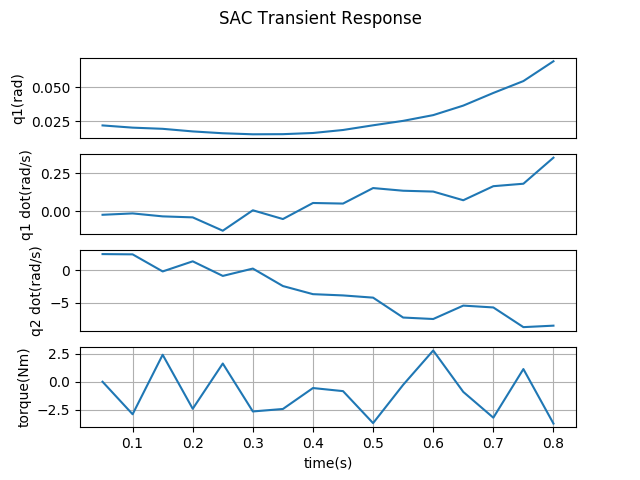 SAC Transient Response
q1(rad)
0.050
0.025
q1 dot(rad/s)
0.25
0.00
q2 dot(rad/s)
0
−5
torque(Nm)
2.5
0.0
−2.5
0.1 0.2 0.3 0.4 0.5 0.6 0.7 0.8
time(s)